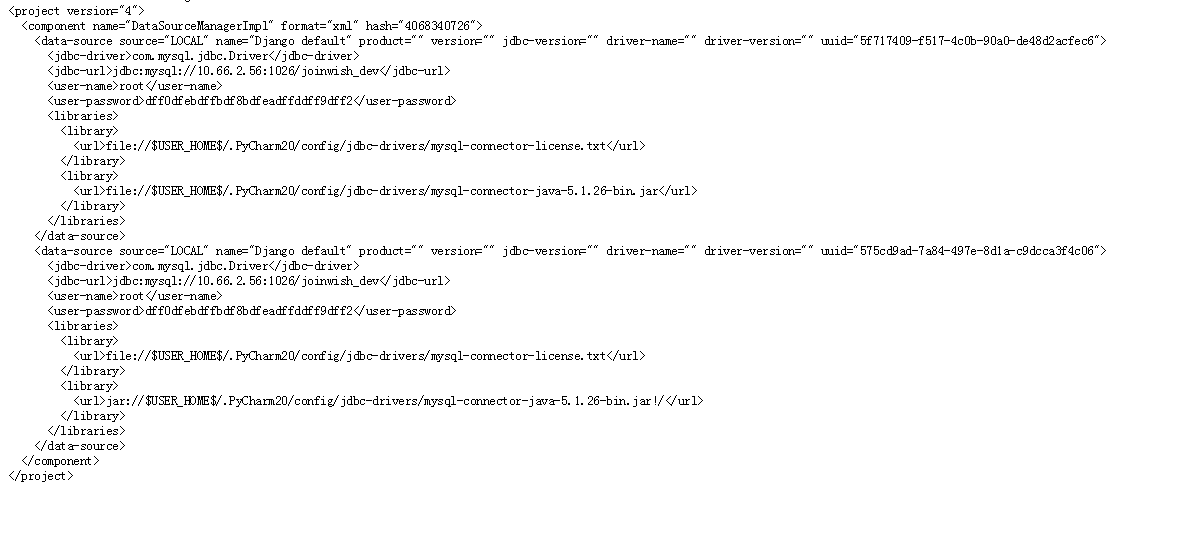 <project version="4">
<component name="DataSourceManagerImpl" format="xml" hash="4068340726">
<data-source source="LOCAL" name="Django default" product="" version="" jdbc-version="" driver-name="" driver-version="" uuid="5f717409-f517-4c0b-90a0-de48d2acfec6">
<jdbc-driver>com.mysql.jdbc.Driver</jdbc-driver>
<jdbc-url>jdbc:mysql://10.66.2.56:1026/joinwish_dev</jdbc-url>
<user-name>root</user-name>
<user-password>dff0dfebdffbdf8bdfeadffddff9dff2</user-password>
<libraries>
<library>
<url>file://$USER_HOME$/.PyCharm20/config/jdbc-drivers/mysql-connector-license.txt</url>
</library>
<library>
<url>file://$USER_HOME$/.PyCharm20/config/jdbc-drivers/mysql-connector-java-5.1.26-bin.jar</url>
</library>
</libraries>
</data-source>
<data-source source="LOCAL" name="Django default" product="" version="" jdbc-version="" driver-name="" driver-version="" uuid="575cd9ad-7a84-497e-8d1a-c9dcca3f4c06">
<jdbc-driver>com.mysql.jdbc.Driver</jdbc-driver>
<jdbc-url>jdbc:mysql://10.66.2.56:1026/joinwish_dev</jdbc-url>
<user-name>root</user-name>
<user-password>dff0dfebdffbdf8bdfeadffddff9dff2</user-password>
<libraries>
<library>
<url>file://$USER_HOME$/.PyCharm20/config/jdbc-drivers/mysql-connector-license.txt</url>
</library>
<library>
<url>jar://$USER_HOME$/.PyCharm20/config/jdbc-drivers/mysql-connector-java-5.1.26-bin.jar!/</url>
</library>
</libraries>
</data-source>
</component>
</project>